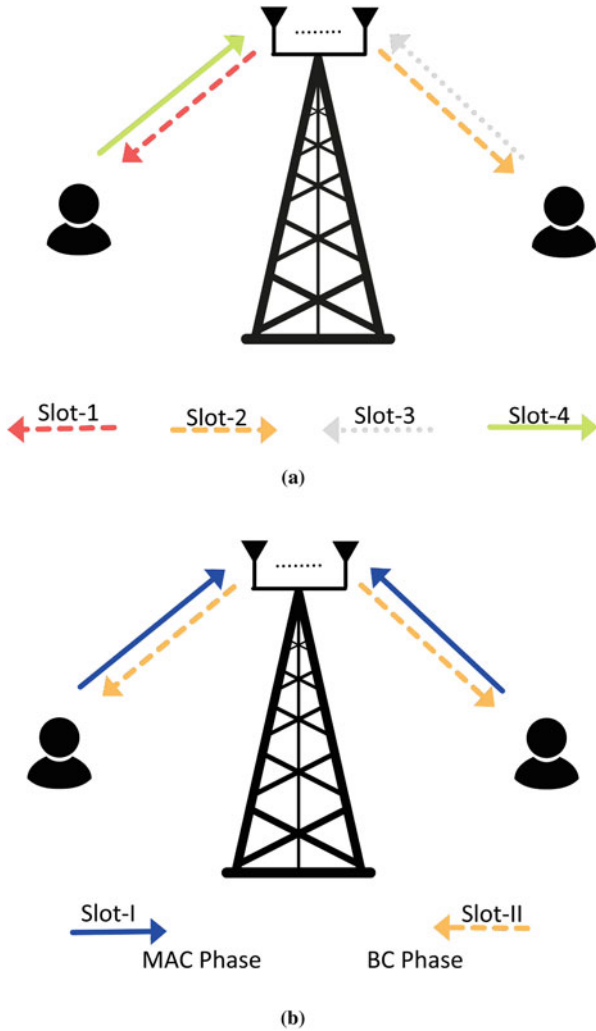 Slot-1 Slot-2 Slot-3 Slot-4
(a)
Slot-I Slot-II
MAC Phase BC Phase
(b)